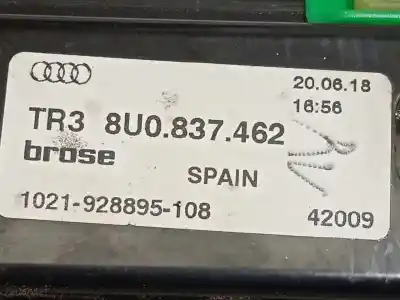 20.06.18
16:56
TR3 8U0.837.462
brose
SPAIN
1021-928895-108
42009